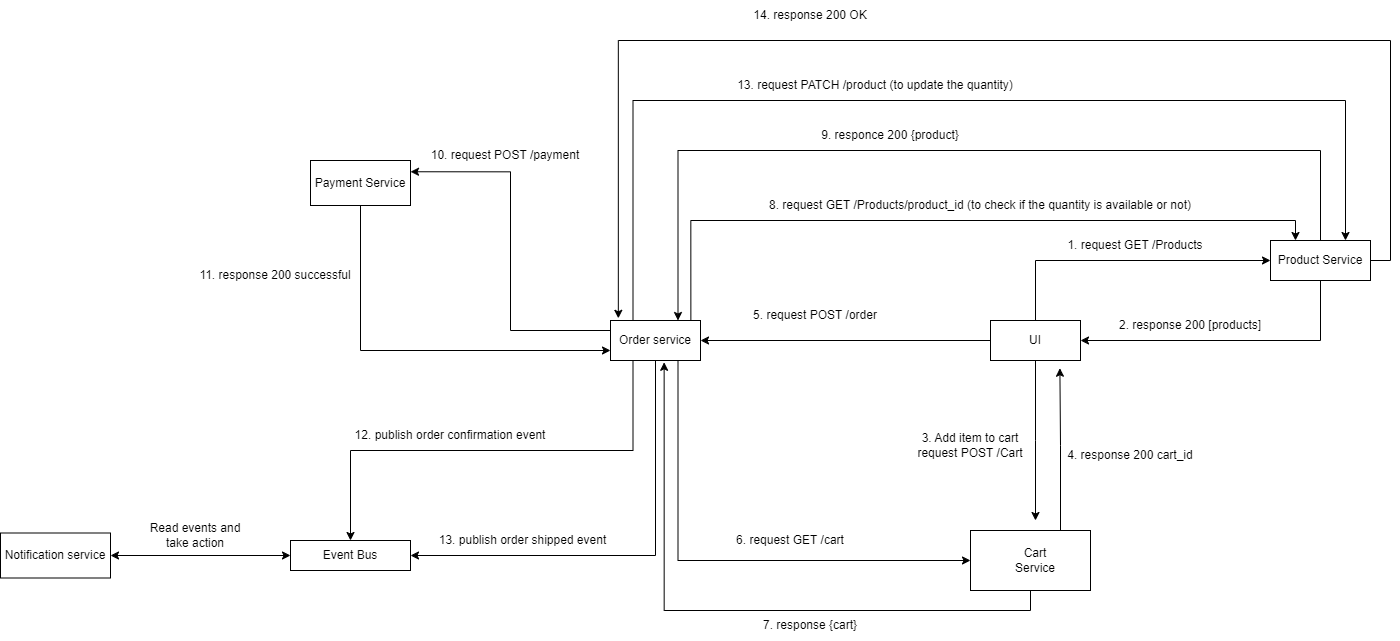 14. response 200 OK
13. request PATCH /product (to update the quantity)
9. responce 200 {product}
10. request POST /payment
Payment Service
8. request GET /Products/product_id (to check if the quantity is available or not)
1. request GET /Products
Product Service
11. response 200 successful
5. request POST /order
2. response 200 [products]
Order service
UI
12. publish order confirmation event
3. Add item to cart
request POST /Cart
4. response 200 cart_id
Read events and
take action
13. publish order shipped event
6. request GET /cart
Notification service
Event Bus
Cart
Service
7. response {cart}